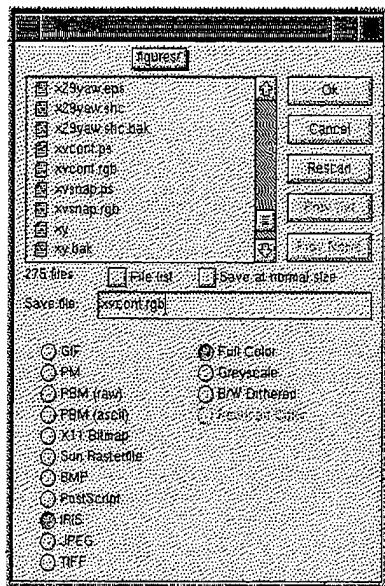 figures/
x29yaw.eps
x29yaw.shc
x29yaw.shc.bak
xvcont.ps
xvcont.rgb
xvsnap.ps
xvsnap.rgb
xy
xy.bak
Ok
Cancel
Rescan
275 files
File list
Save at normal size
Save file:
xvcont.rgb
GIF
PM
PBM (raw)
PBM (ascii)
X11 Bitmap
Sun Rasterfile
BMP
PostScript
IRIS
JPEG
TIFF
Full Color
Greyscale
B/W Dithered